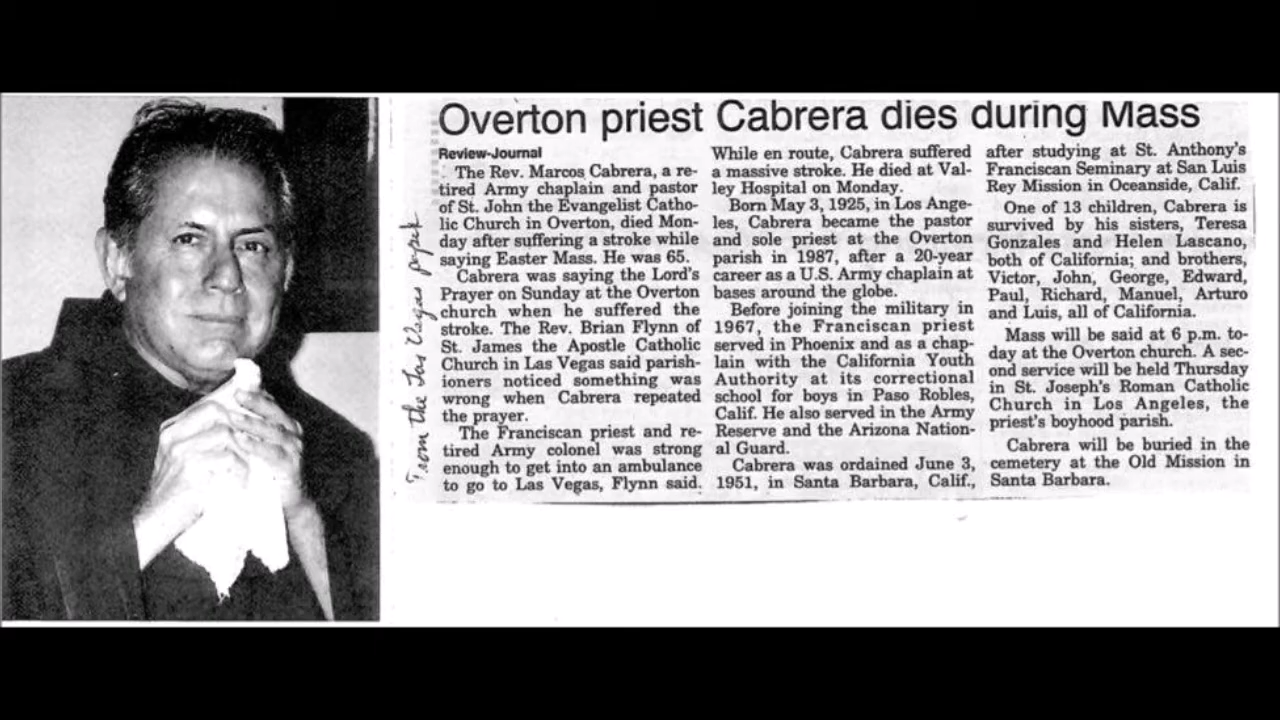 Overton priest Cabrera dies during Mass
Review-Journal
The Rev. Marcos Cabrera, a re-
tired Army chaplain and pastor
of St. John the Evangelist Catho-
lic Church in Overton, died Mon-
day after suffering a stroke while
saying Easter Mass. He was 65.
Cabrera was saying the Lord's
Prayer on Sunday at the Overton
church when he suffered the
stroke. The Rev. Brian Flynn of
St. James the Apostle Catholic
Church in Las Vegas said parish-
ioners noticed something was
wrong when Cabrera repeated
the prayer.
The Franciscan priest and re-
tired Army colonel was strong
enough to get into an ambulance
to go to Las Vegas, Flynn said.
While en route, Cabrera suffered
a massive stroke. He died at Val-
ley Hospital on Monday.
Born May 3, 1925, in Los Ange-
les, Cabrera became the pastor
and sole priest at the Overton
parish in 1987, after a 20-year
career as a U.S. Army chaplain at
bases around the globe.
Before joining the military in
1967, the Franciscan priest
served in Phoenix and as a chap-
lain with the California Youth
Authority at its correctional
school for boys in Paso Robles,
Calif. He also served in the Army
Reserve and the Arizona Nation-
al Guard.
Cabrera was ordained June 3,
1951, in Santa Barbara, Calif.,
after studying at St. Anthony's
Franciscan Seminary at San Luis
Rey Mission in Oceanside, Calif.
One of 13 children, Cabrera is
survived by his sisters, Teresa
Gonzales and Helen Lascano,
both of California; and brothers,
Victor, John, George, Edward,
Paul, Richard, Manuel, Arturo
and Luis, all of California.
Mass will be said at 6 p.m. to-
day at the Overton church. A sec-
ond service will be held Thursday
in St. Joseph's Roman Catholic
Church in Los Angeles, the
priest's boyhood parish.
Cabrera will be buried in the
cemetery at the Old Mission in
Santa Barbara.
From the Las Vegas paper